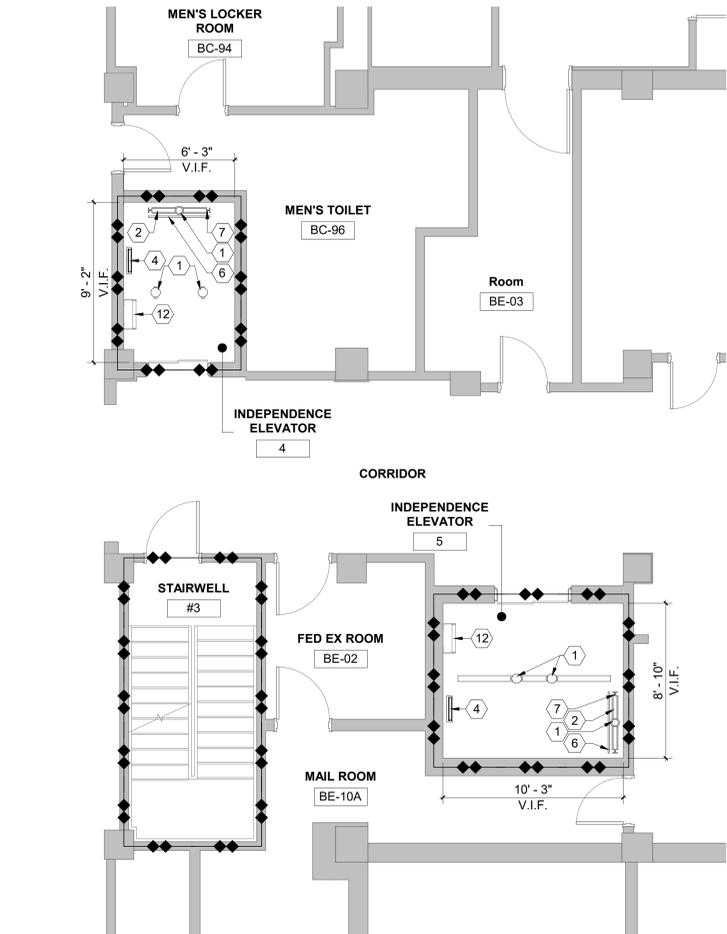 MEN'S LOCKER
ROOM
BC-94
6' - 3"
V.I.F.
9' - 2"
V.I.F.
2
7
1
4
1
6
12
MEN'S TOILET
BC-96
Room
BE-03
INDEPENDENCE
ELEVATOR
4
CORRIDOR
INDEPENDENCE
ELEVATOR
5
STAIRWELL
#3
FED EX ROOM
BE-02
12
1
4
7
2
1
6
8' - 10"
V.I.F.
MAIL ROOM
BE-10A
10' - 3"
V.I.F.